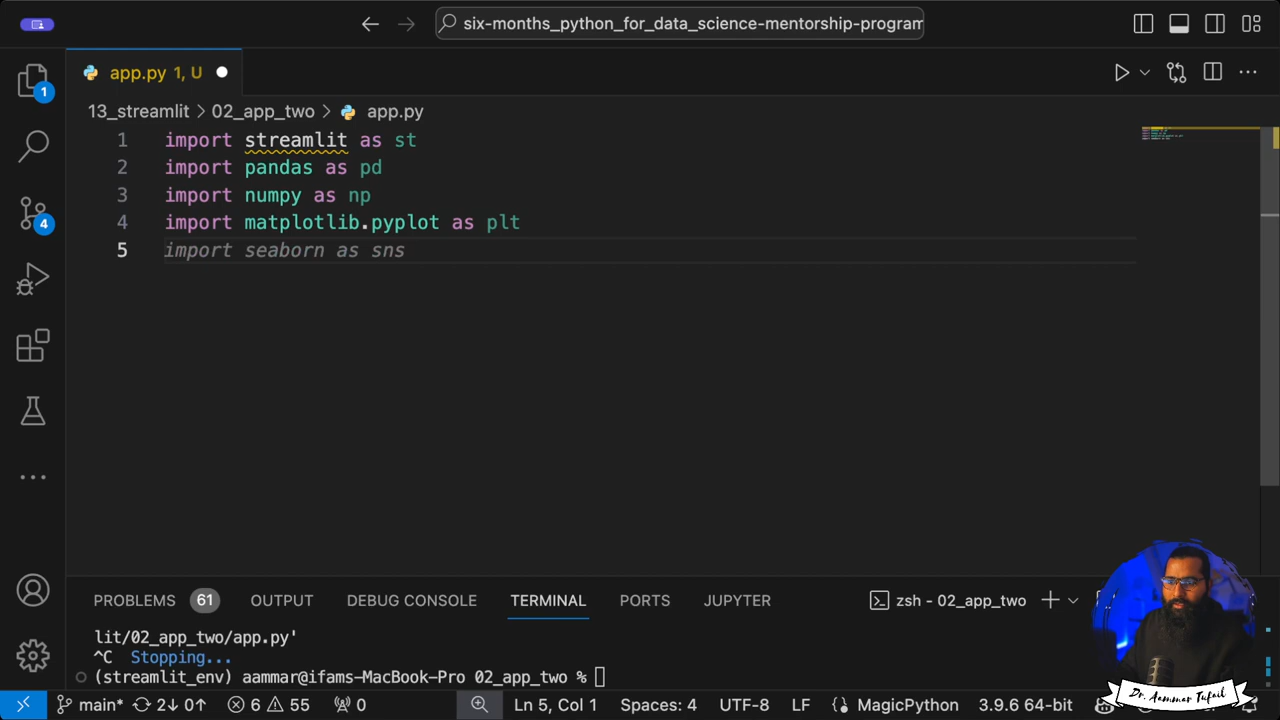 six-months_python_for_data_science-mentorship-program
app.py 1, U
1
13_streamlit > 02_app_two > app.py
1 import streamlit as st
2 import pandas as pd
3 import numpy as np
4 import matplotlib.pyplot as plt
5 import seaborn as sns
4
PROBLEMS 61 OUTPUT DEBUG CONSOLE TERMINAL PORTS JUPYTER zsh - 02_app_two
lit/02_app_two/app.py'
^C Stopping...
(streamlit_env) aammar@ifams-MacBook-Pro 02_app_two %
main* 2↓ 0↑ 6 55 0 Ln 5, Col 1 Spaces: 4 UTF-8 LF MagicPython 3.9.6 64-bit
Dr. Aammar Tufail